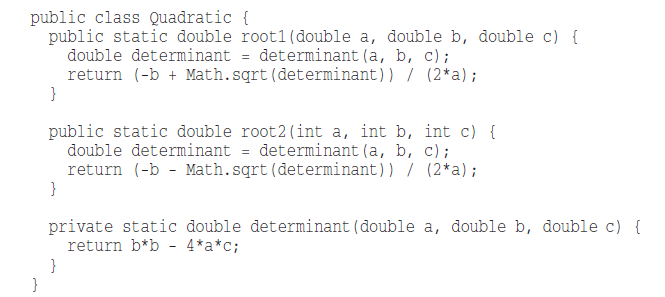 public class Quadratic {
  public static double root1(double a, double b, double c) {
    double determinant = determinant(a, b, c);
    return (-b + Math.sqrt(determinant)) / (2*a);
  }

  public static double root2(int a, int b, int c) {
    double determinant = determinant(a, b, c);
    return (-b - Math.sqrt(determinant)) / (2*a);
  }

  private static double determinant(double a, double b, double c) {
    return b*b - 4*a*c;
  }
}